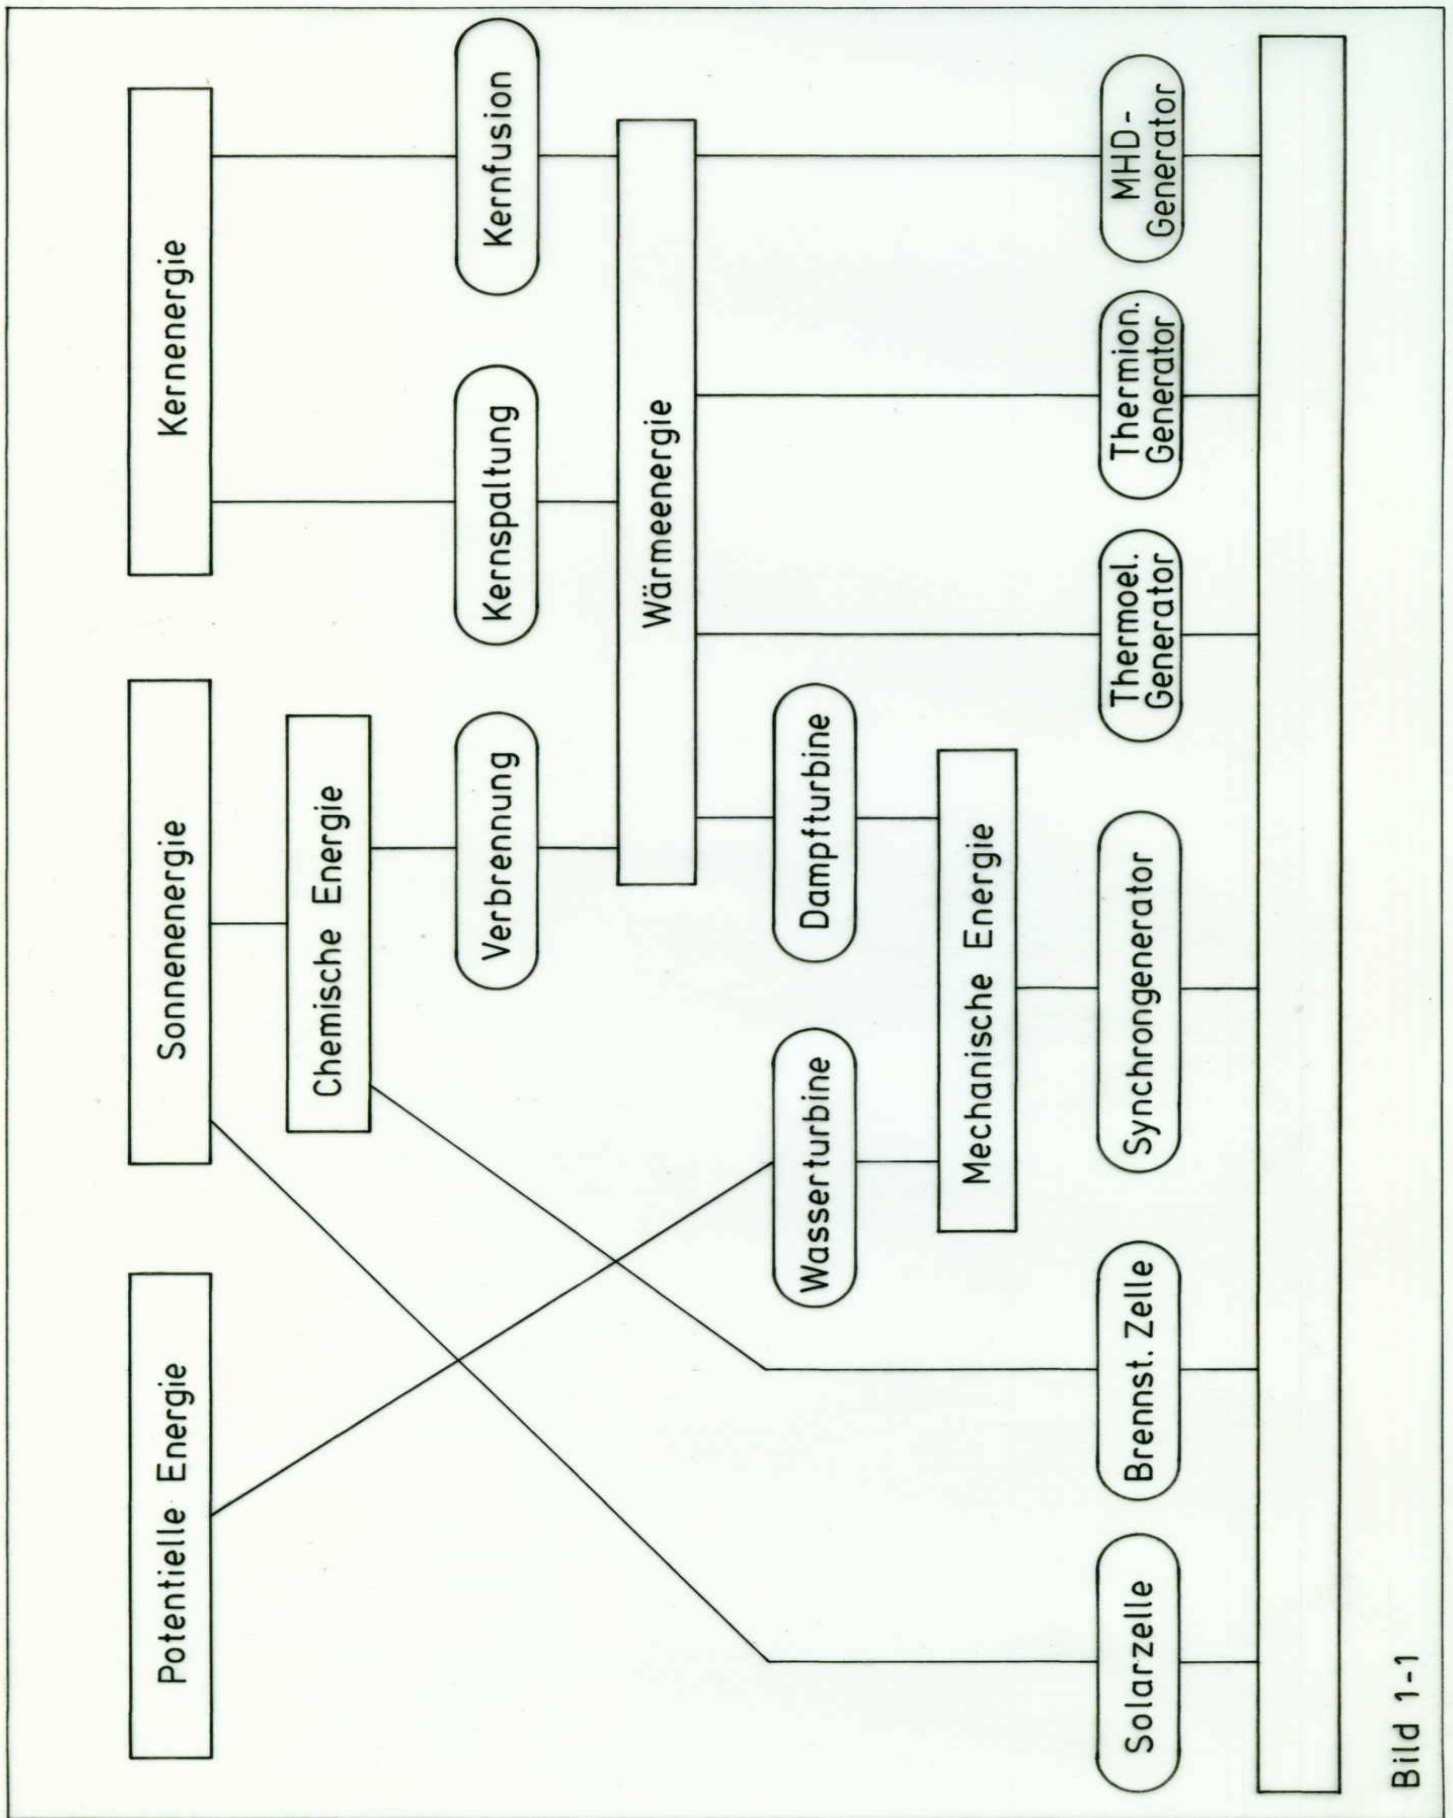 Potentielle Energie
Sonnenenergie
Kernenergie
Chemische Energie
Verbrennung
Kernspaltung
Kernfusion
Wärmeenergie
Wasserturbine
Dampfturbine
Mechanische Energie
Solarzelle
Brennst. Zelle
Synchrongenerator
Thermoel.
Generator
Thermion.
Generator
MHD-
Generator
Bild 1-1